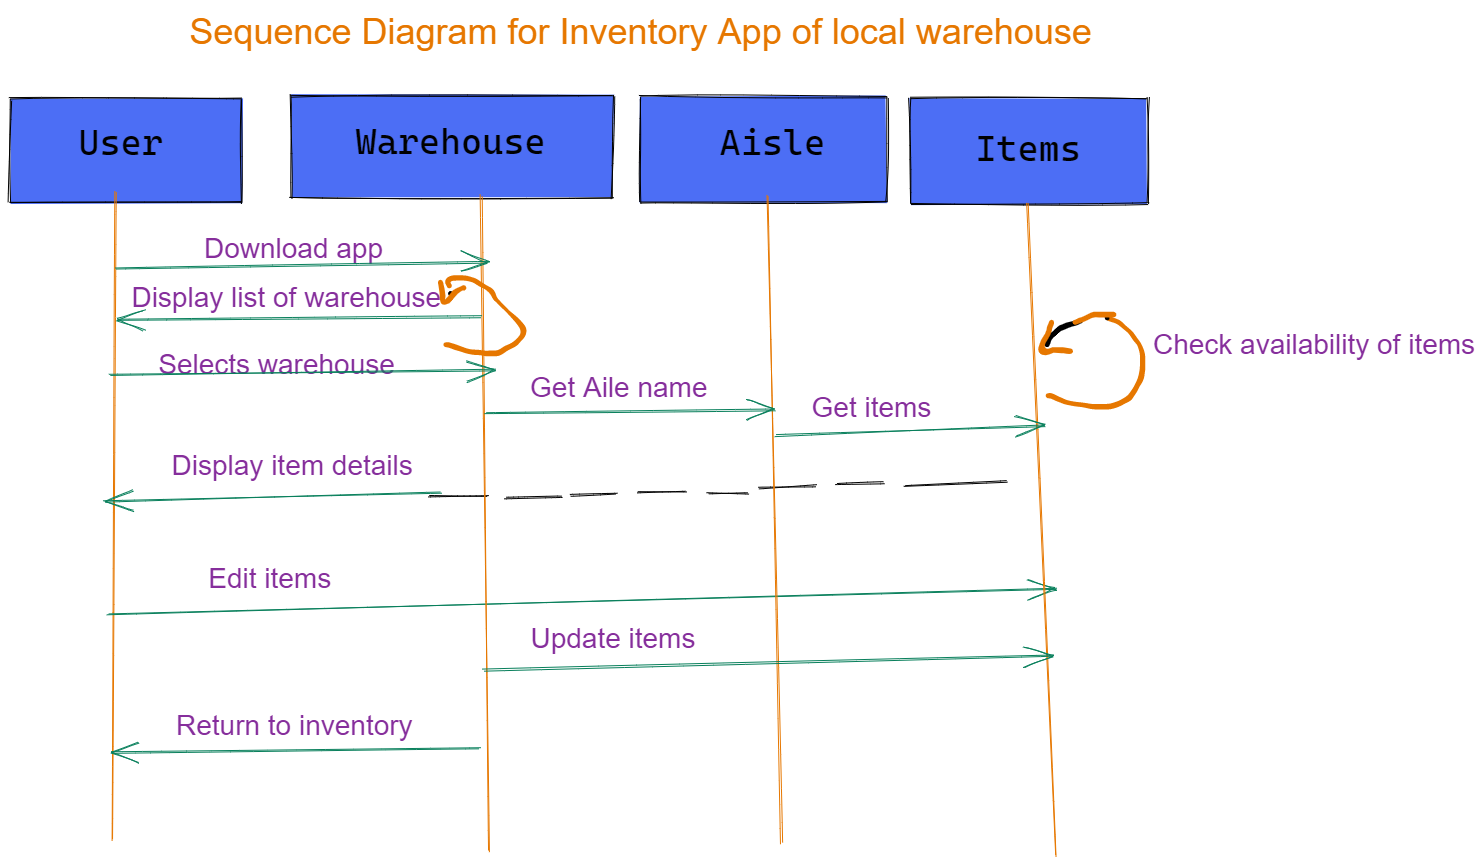 Sequence Diagram for Inventory App of local warehouse
User
Warehouse
Aisle
Items
Download app
Display list of warehouse
Check availability of items
Selects warehouse
Get Aile name
Get items
Display item details
Edit items
Update items
Return to inventory